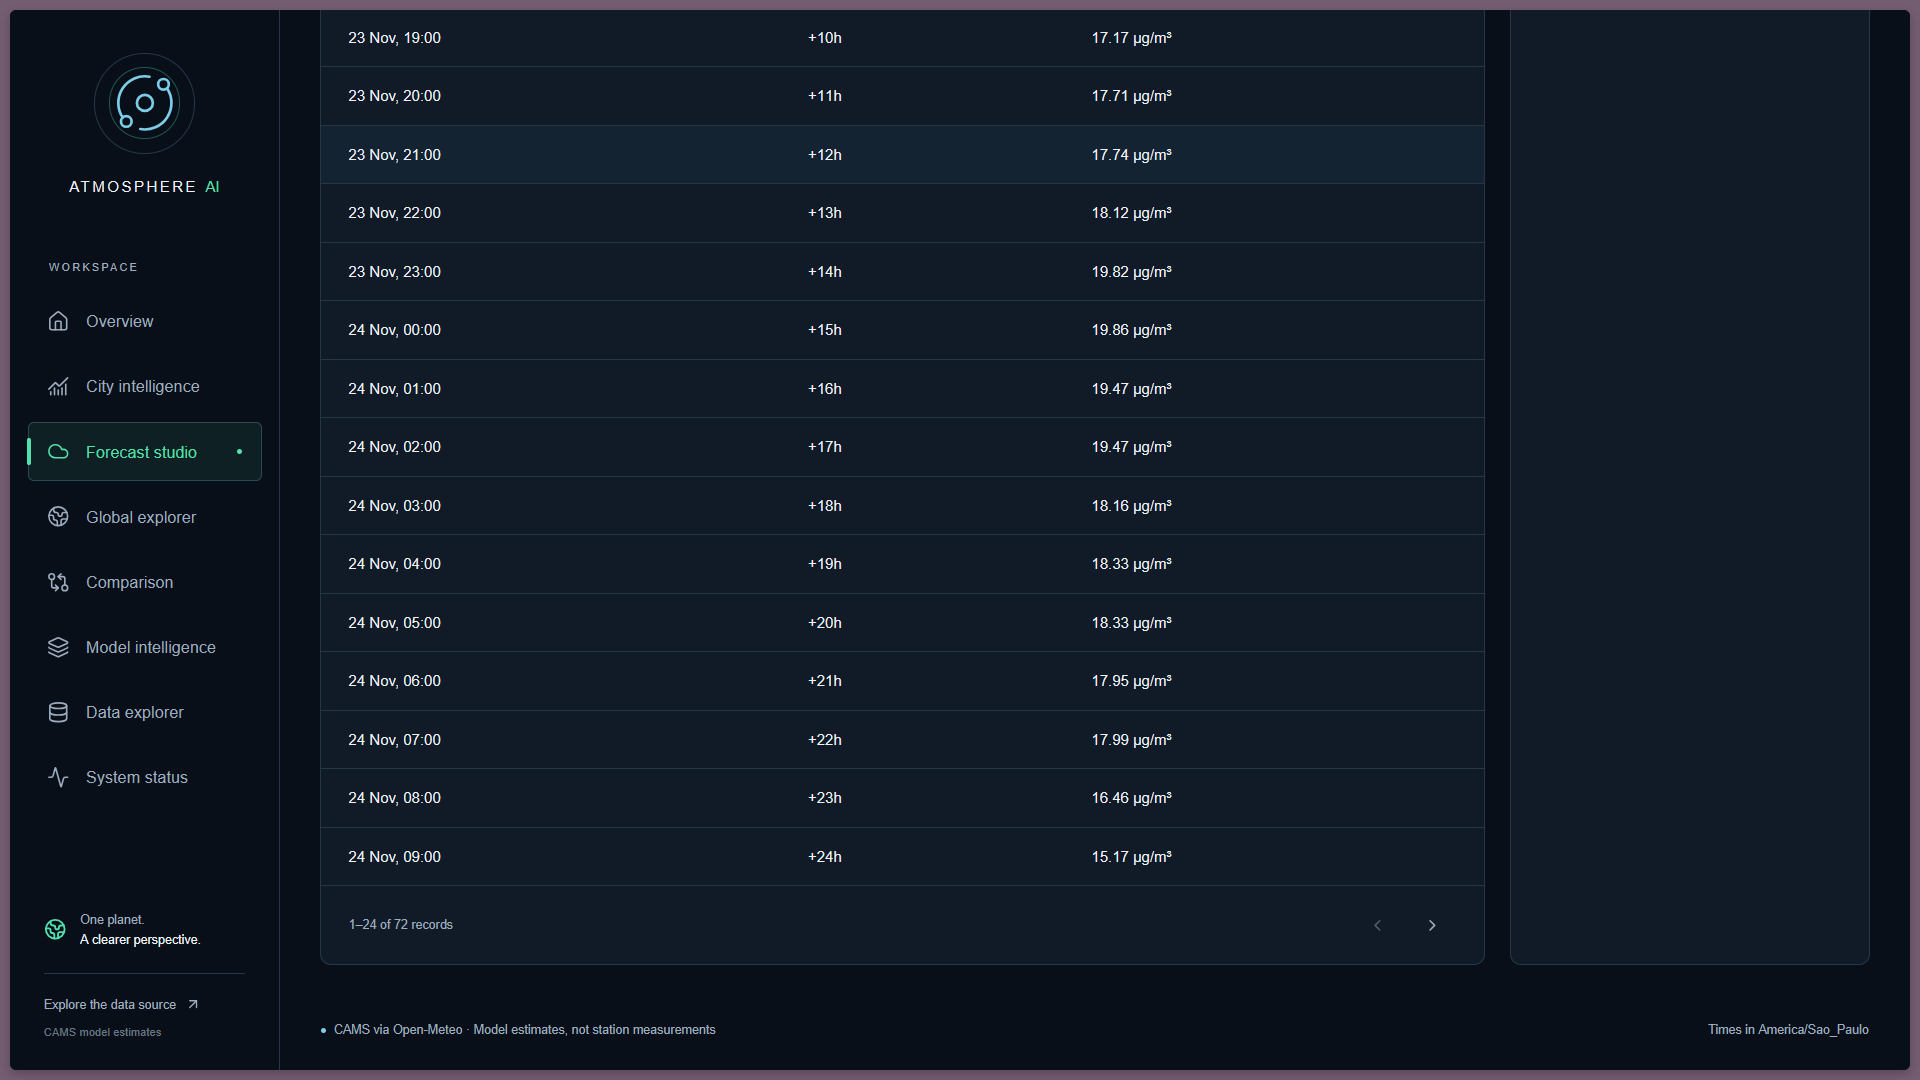 ATMOSPHERE AI
WORKSPACE
Overview
City intelligence
Forecast studio
Global explorer
Comparison
Model intelligence
Data explorer
System status
One planet.
A clearer perspective.
Explore the data source
CAMS model estimates
23 Nov, 19:00 +10h 17.17 µg/m³
23 Nov, 20:00 +11h 17.71 µg/m³
23 Nov, 21:00 +12h 17.74 µg/m³
23 Nov, 22:00 +13h 18.12 µg/m³
23 Nov, 23:00 +14h 19.82 µg/m³
24 Nov, 00:00 +15h 19.86 µg/m³
24 Nov, 01:00 +16h 19.47 µg/m³
24 Nov, 02:00 +17h 19.47 µg/m³
24 Nov, 03:00 +18h 18.16 µg/m³
24 Nov, 04:00 +19h 18.33 µg/m³
24 Nov, 05:00 +20h 18.33 µg/m³
24 Nov, 06:00 +21h 17.95 µg/m³
24 Nov, 07:00 +22h 17.99 µg/m³
24 Nov, 08:00 +23h 16.46 µg/m³
24 Nov, 09:00 +24h 15.17 µg/m³
1–24 of 72 records
CAMS via Open-Meteo · Model estimates, not station measurements
Times in America/Sao_Paulo